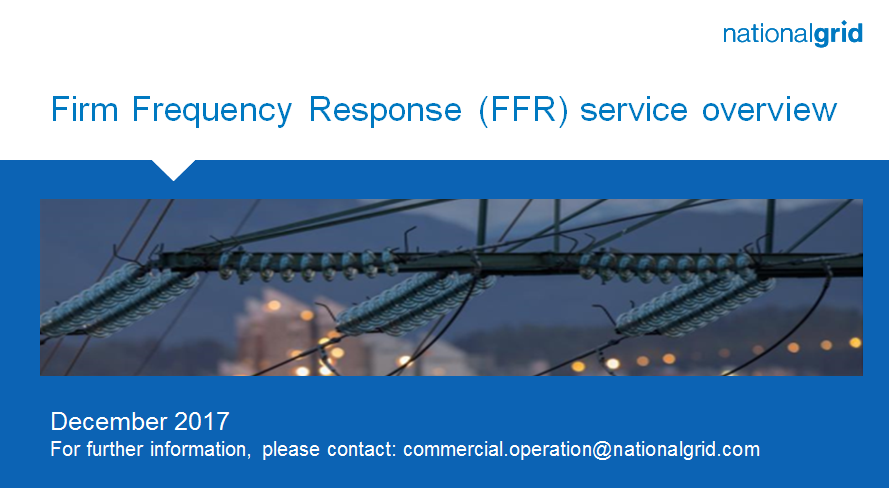 nationalgrid
Firm Frequency Response (FFR) service overview
December 2017
For further information, please contact: commercial.operation@nationalgrid.com